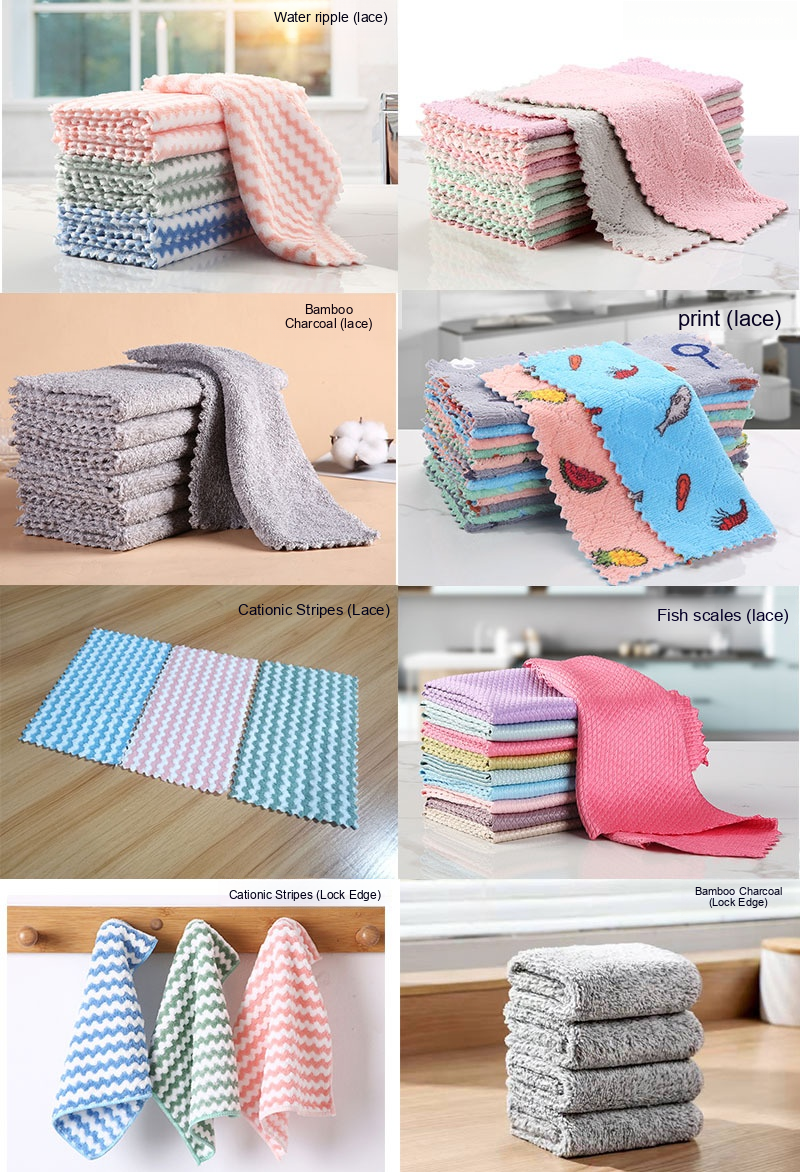 Water ripple (lace)
Bamboo
Charcoal (lace)
print (lace)
Cationic Stripes (Lace)
Fish scales (lace)
Cationic Stripes (Lock Edge)
Bamboo Charcoal
(Lock Edge)